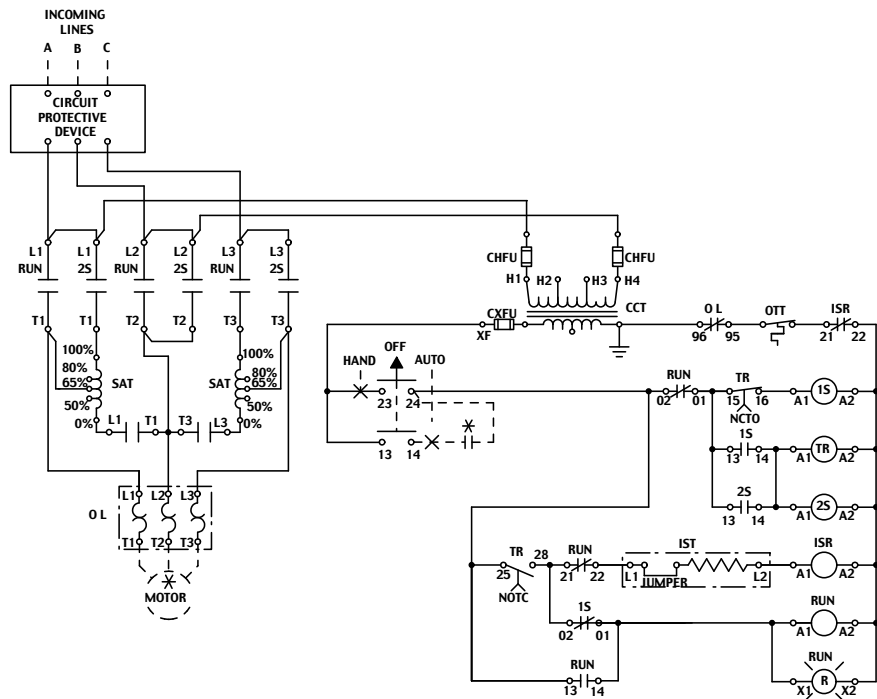 INCOMING
LINES
A B C
CIRCUIT
PROTECTIVE
DEVICE
L1 L1 L2 L2 L3 L3
RUN 2S RUN 2S RUN 2S
T1 T1 T2 T2 T3 T3
CHFU CHFU
H1 H2 H3 H4
CXFU CCT
XF
O L OTT ISR
96 95 21 22
100% 100%
80% 80%
65% SAT SAT 65%
50% 50%
0% 0%
L1 T1 T3 L3
HAND OFF AUTO
23 24
13 14
RUN TR 1S
02 01 15 16 A1 A2
NCTO
1S TR
13 14 A1 A2
2S 2S
13 14 A1 A2
L1 L2 L3
O L
T1 T2 T3
MOTOR
TR 28 RUN IST ISR
25 21 22 L1 JUMPER L2 A1 A2
NOTC
1S RUN
02 01 A1 A2
RUN RUN
13 14 X1 R X2